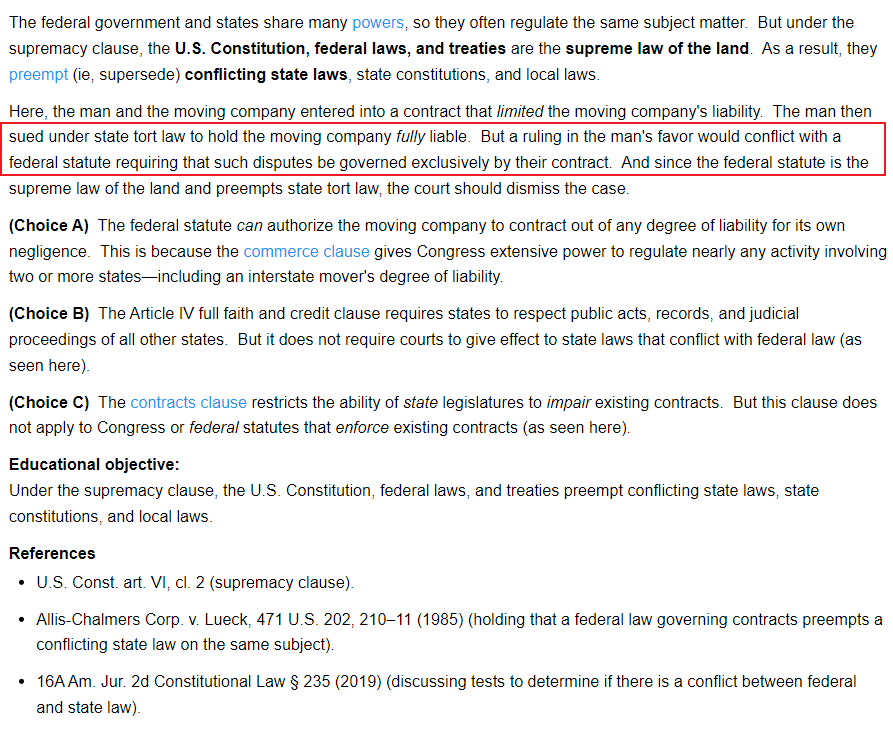 The federal government and states share many powers, so they often regulate the same subject matter.  But under the
supremacy clause, the U.S. Constitution, federal laws, and treaties are the supreme law of the land.  As a result, they
preempt (ie, supersede) conflicting state laws, state constitutions, and local laws.
Here, the man and the moving company entered into a contract that limited the moving company's liability.  The man then
sued under state tort law to hold the moving company fully liable.  But a ruling in the man's favor would conflict with a
federal statute requiring that such disputes be governed exclusively by their contract.  And since the federal statute is the
supreme law of the land and preempts state tort law, the court should dismiss the case.
(Choice A)  The federal statute can authorize the moving company to contract out of any degree of liability for its own
negligence.  This is because the commerce clause gives Congress extensive power to regulate nearly any activity involving
two or more states—including an interstate mover's degree of liability.
(Choice B)  The Article IV full faith and credit clause requires states to respect public acts, records, and judicial
proceedings of all other states.  But it does not require courts to give effect to state laws that conflict with federal law (as
seen here).
(Choice C)  The contracts clause restricts the ability of state legislatures to impair existing contracts.  But this clause does
not apply to Congress or federal statutes that enforce existing contracts (as seen here).
Educational objective:
Under the supremacy clause, the U.S. Constitution, federal laws, and treaties preempt conflicting state laws, state
constitutions, and local laws.
References
• U.S. Const. art. VI, cl. 2 (supremacy clause).
• Allis-Chalmers Corp. v. Lueck, 471 U.S. 202, 210–11 (1985) (holding that a federal law governing contracts preempts a
conflicting state law on the same subject).
• 16A Am. Jur. 2d Constitutional Law § 235 (2019) (discussing tests to determine if there is a conflict between federal
and state law).